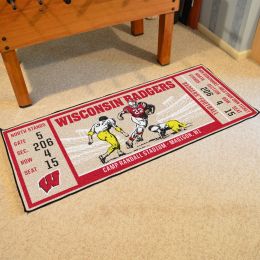 NORTH STANDS
GATE 5
SEC. 206
ROW 4
SEAT 15
W
WISCONSIN BADGERS
CAMP RANDALL STADIUM - MADISON, WI
206
4
15